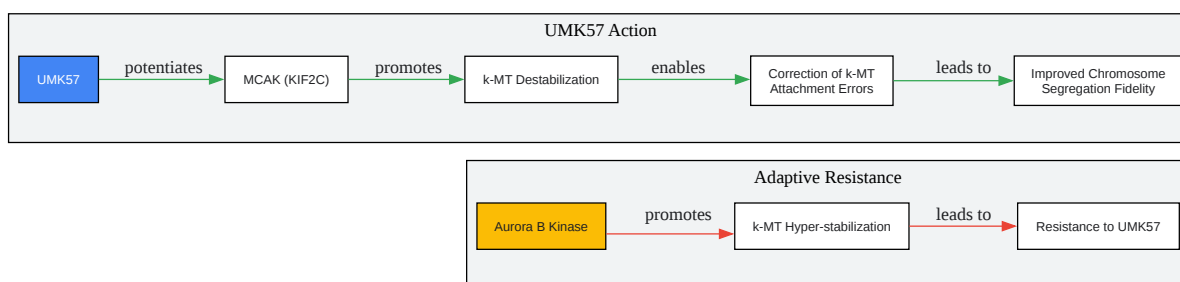 UMK57 Action
UMK57
potentiates
MCAK (KIF2C)
promotes
k-MT Destabilization
enables
Correction of k-MT
Attachment Errors
leads to
Improved Chromosome
Segregation Fidelity
Adaptive Resistance
Aurora B Kinase
promotes
k-MT Hyper-stabilization
leads to
Resistance to UMK57